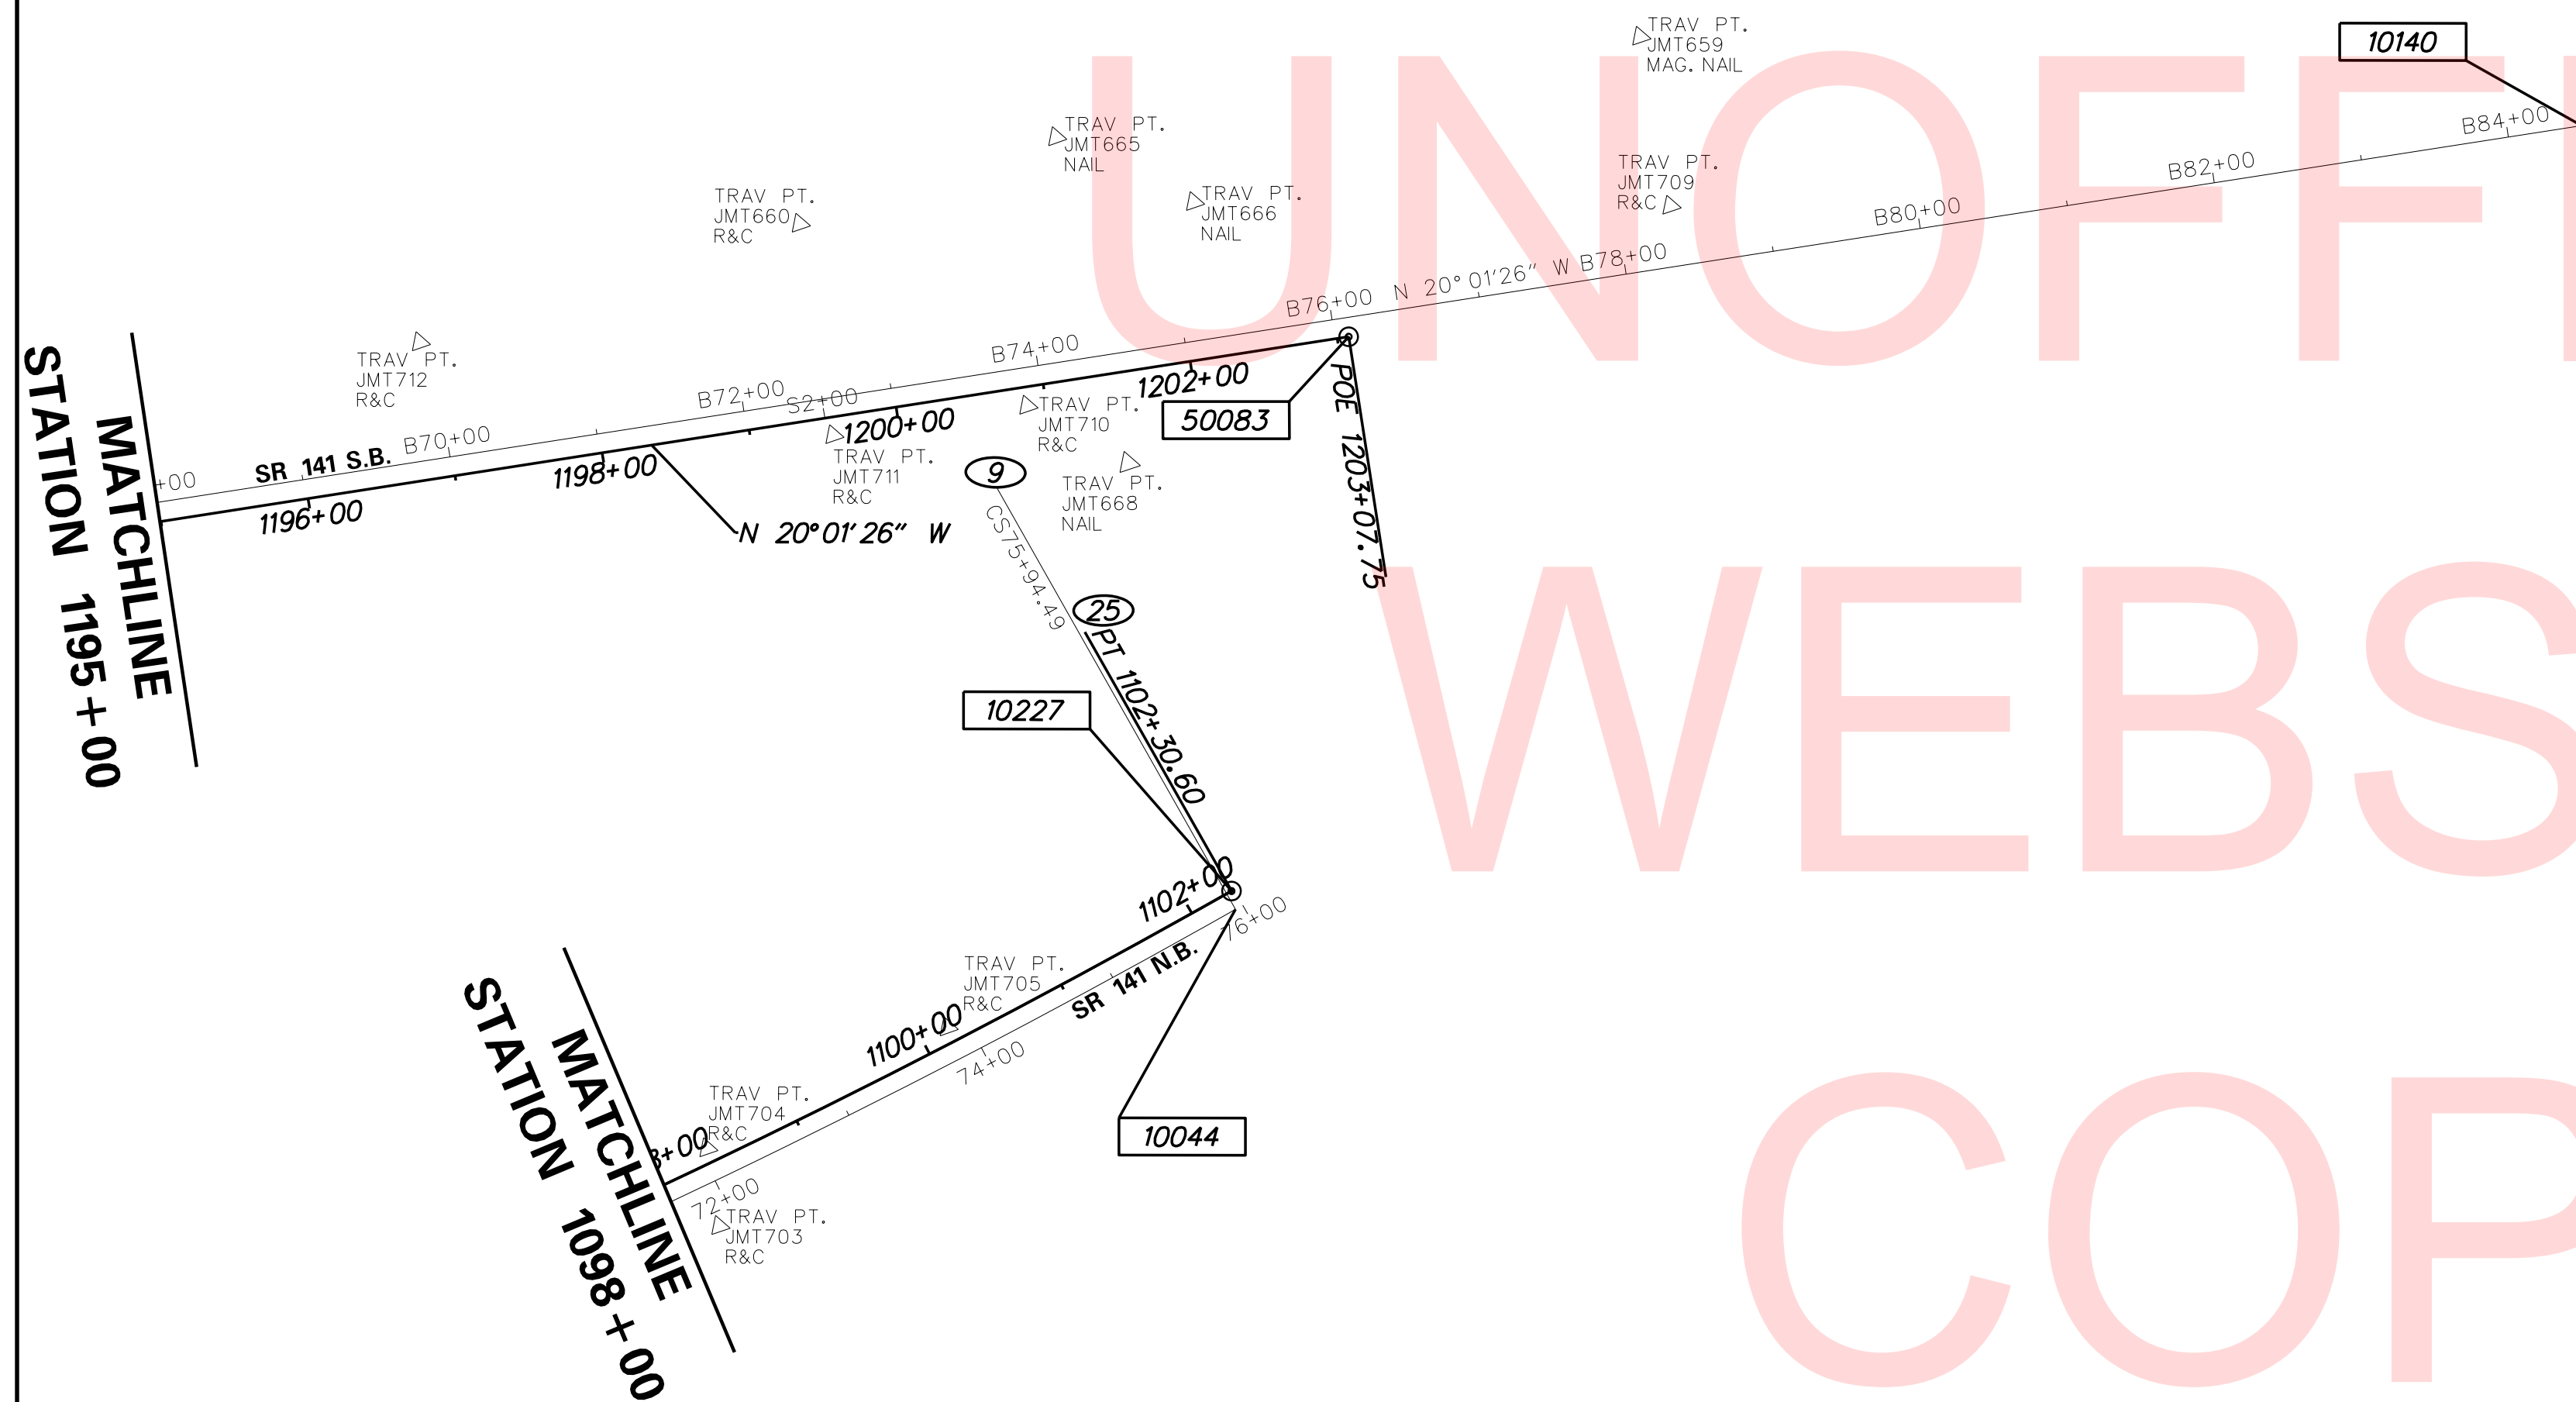 TRAV PT.
JMT659
MAG. NAIL
10140
UNOFFI
TRAV PT.
JMT665
NAIL
B84+00
TRAV PT.
JMT709
R&C
B82+00
TRAV PT.
JMT660
R&C
TRAV PT.
JMT666
NAIL
B80+00
N 20°01'26" W
B78+00
B76+00
TRAV PT.
JMT712
R&C
B74+00
B72+00
S2+00
B70+00
SR 141 S.B.
+00
1196+00
1198+00
1200+00
1202+00
50083
POE 1203+07.75
N 20°01'26" W
TRAV PT.
JMT710
R&C
TRAV PT.
JMT711
R&C
TRAV PT.
JMT668
NAIL
MATCHLINE
STATION 1195+00
9
CS75+94.49
25
PT 1102+30.60
WEBS
10227
1102+00
76+00
SR 141 N.B.
TRAV PT.
JMT705
R&C
1100+00
74+00
10044
TRAV PT.
JMT704
R&C
+00
72+00
TRAV PT.
JMT703
R&C
MATCHLINE
STATION 1098+00
COP